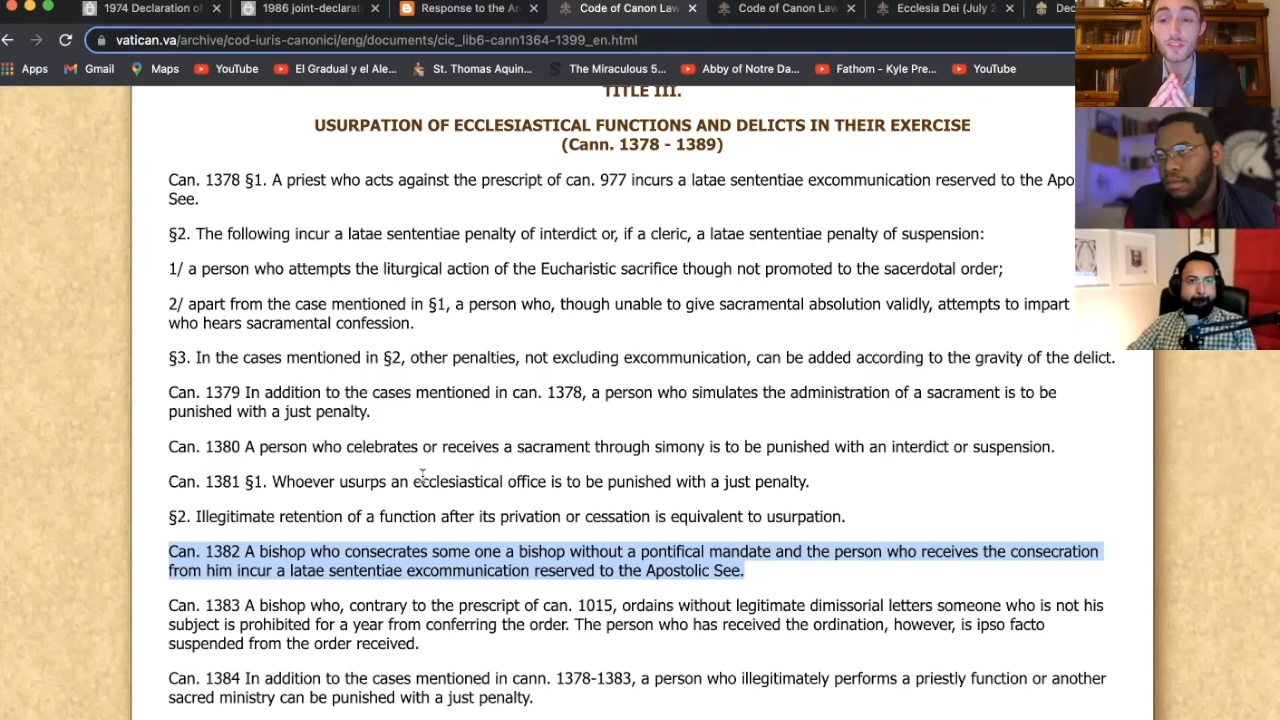 1974 Declaration of
1986 joint-declarat
Response to the Ar
Code of Canon Law
Code of Canon Law
Ecclesia Dei (July 2
Dec
vatican.va/archive/cod-iuris-canonici/eng/documents/cic_lib6-cann1364-1399_en.html
Apps
Gmail
Maps
YouTube
El Gradual y el Ale...
St. Thomas Aquin...
The Miraculous 5...
Abby of Notre Da...
Fathom - Kyle Pre...
YouTube
TITLE III.
USURPATION OF ECCLESIASTICAL FUNCTIONS AND DELICTS IN THEIR EXERCISE
(Cann. 1378 - 1389)
Can. 1378 §1. A priest who acts against the prescript of can. 977 incurs a latae sententiae excommunication reserved to the Apo
See.
§2. The following incur a latae sententiae penalty of interdict or, if a cleric, a latae sententiae penalty of suspension:
1/ a person who attempts the liturgical action of the Eucharistic sacrifice though not promoted to the sacerdotal order;
2/ apart from the case mentioned in §1, a person who, though unable to give sacramental absolution validly, attempts to impart
who hears sacramental confession.
§3. In the cases mentioned in §2, other penalties, not excluding excommunication, can be added according to the gravity of the delict.
Can. 1379 In addition to the cases mentioned in can. 1378, a person who simulates the administration of a sacrament is to be
punished with a just penalty.
Can. 1380 A person who celebrates or receives a sacrament through simony is to be punished with an interdict or suspension.
Can. 1381 §1. Whoever usurps an ecclesiastical office is to be punished with a just penalty.
§2. Illegitimate retention of a function after its privation or cessation is equivalent to usurpation.
Can. 1382 A bishop who consecrates some one a bishop without a pontifical mandate and the person who receives the consecration
from him incur a latae sententiae excommunication reserved to the Apostolic See.
Can. 1383 A bishop who, contrary to the prescript of can. 1015, ordains without legitimate dimissorial letters someone who is not his
subject is prohibited for a year from conferring the order. The person who has received the ordination, however, is ipso facto
suspended from the order received.
Can. 1384 In addition to the cases mentioned in cann. 1378-1383, a person who illegitimately performs a priestly function or another
sacred ministry can be punished with a just penalty.